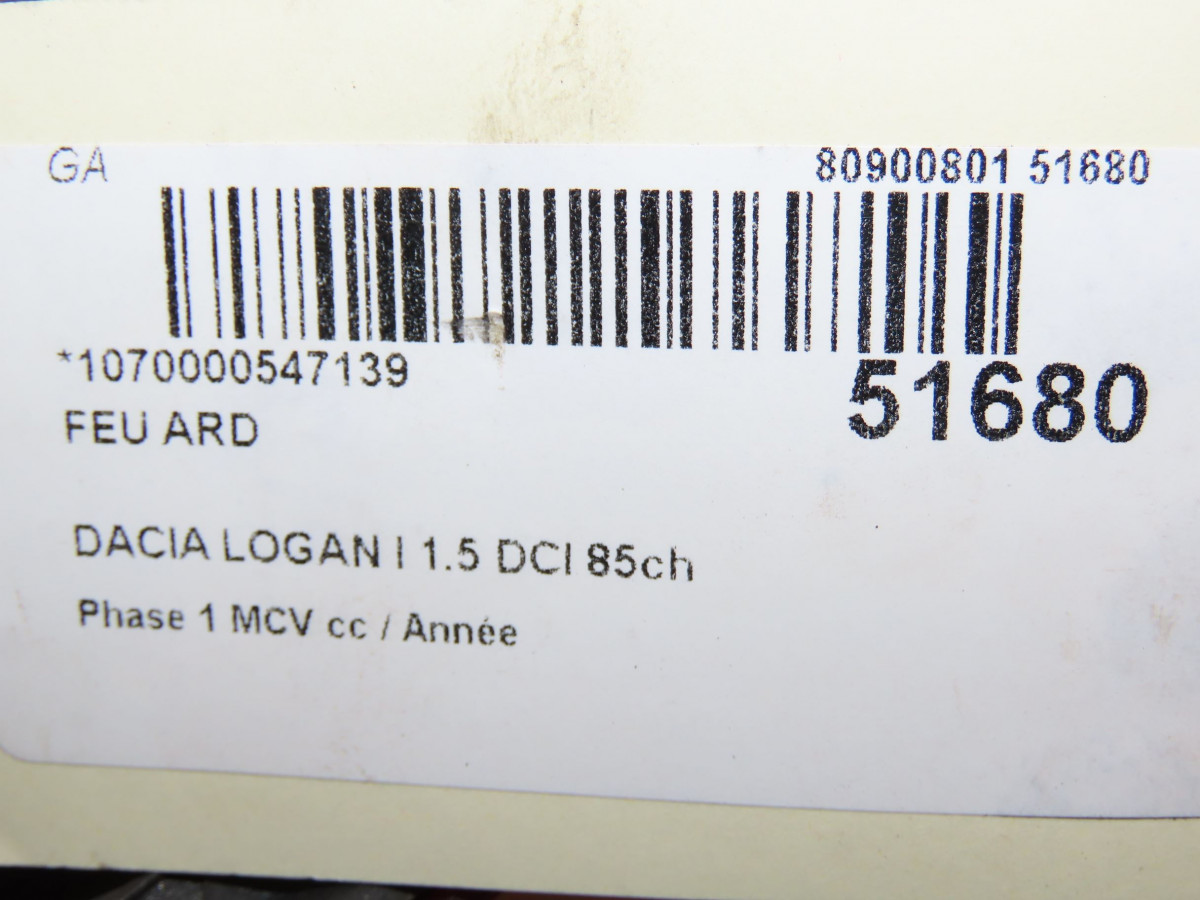 GA 80900801 51680
*1070000547139
51680
FEU ARD
DACIA LOGAN I 1.5 DCI 85ch
Phase 1 MCV cc / Année